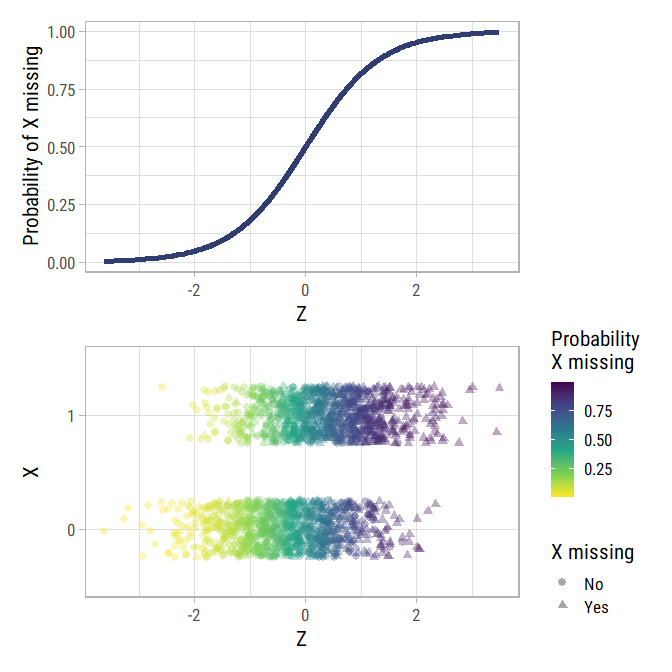 Probability of X missing
1.00
0.75
0.50
0.25
0.00
-2 0 2
Z
X
1
0
-2 0 2
Z
Probability
X missing
0.75
0.50
0.25
X missing
No
Yes